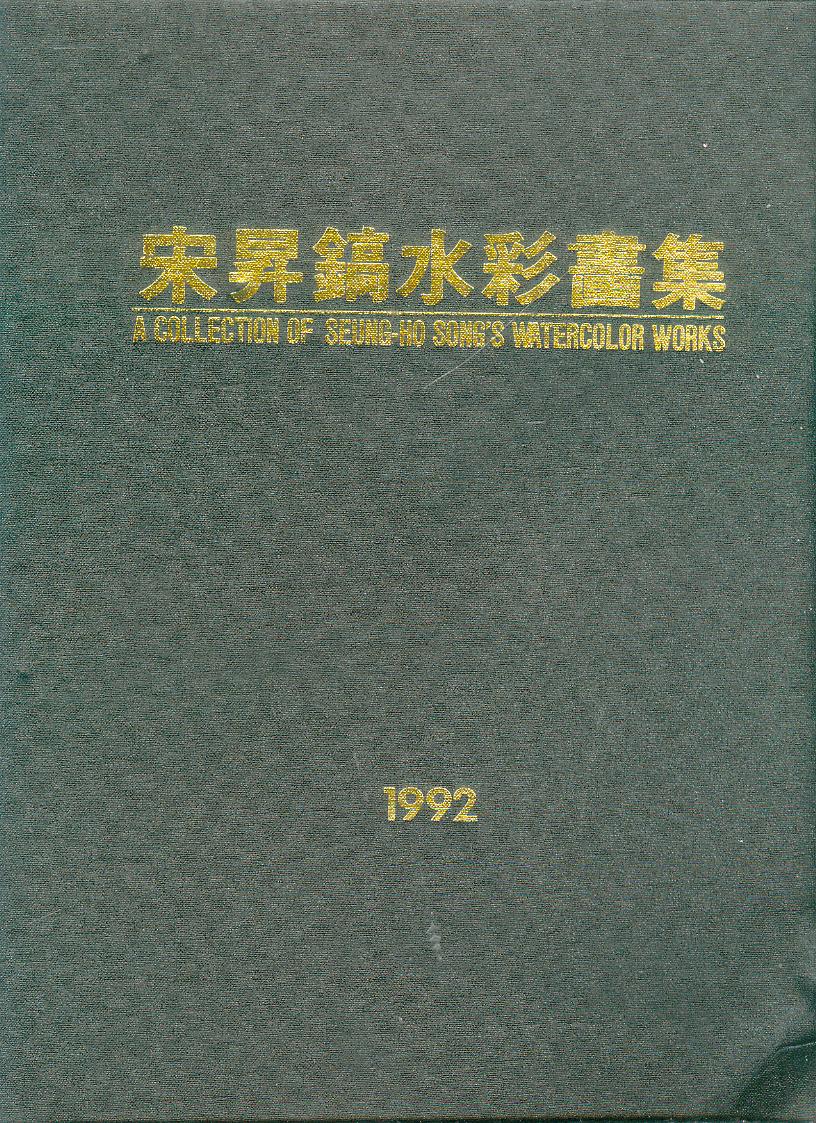 宋昇鎬水彩畵集
A COLLECTION OF SEUNG-HO SONG'S WATERCOLOR WORKS
1992